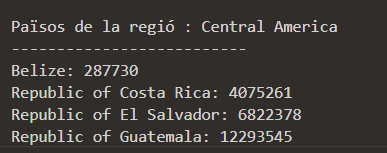 Països de la regió : Central America
--------------------------
Belize: 287730
Republic of Costa Rica: 4075261
Republic of El Salvador: 6822378
Republic of Guatemala: 12293545